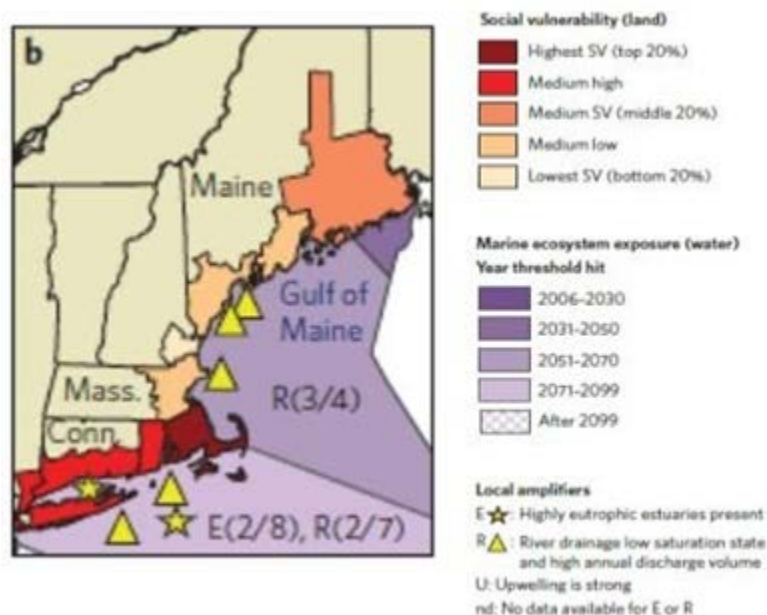 b
Maine
Gulf of
Maine
Mass.
R(3/4)
Conn.
E(2/8), R(2/7)
Social vulnerability (land)
Highest SV (top 20%)
Medium high
Medium SV (middle 20%)
Medium low
Lowest SV (bottom 20%)
Marine ecosystem exposure (water)
Year threshold hit
2006-2030
2031-2050
2051-2070
2071-2099
After 2099
Local amplifiers
E ★: Highly eutrophic estuaries present
R ▲: River drainage low saturation state
and high annual discharge volume
U: Upwelling is strong
nd: No data available for E or R